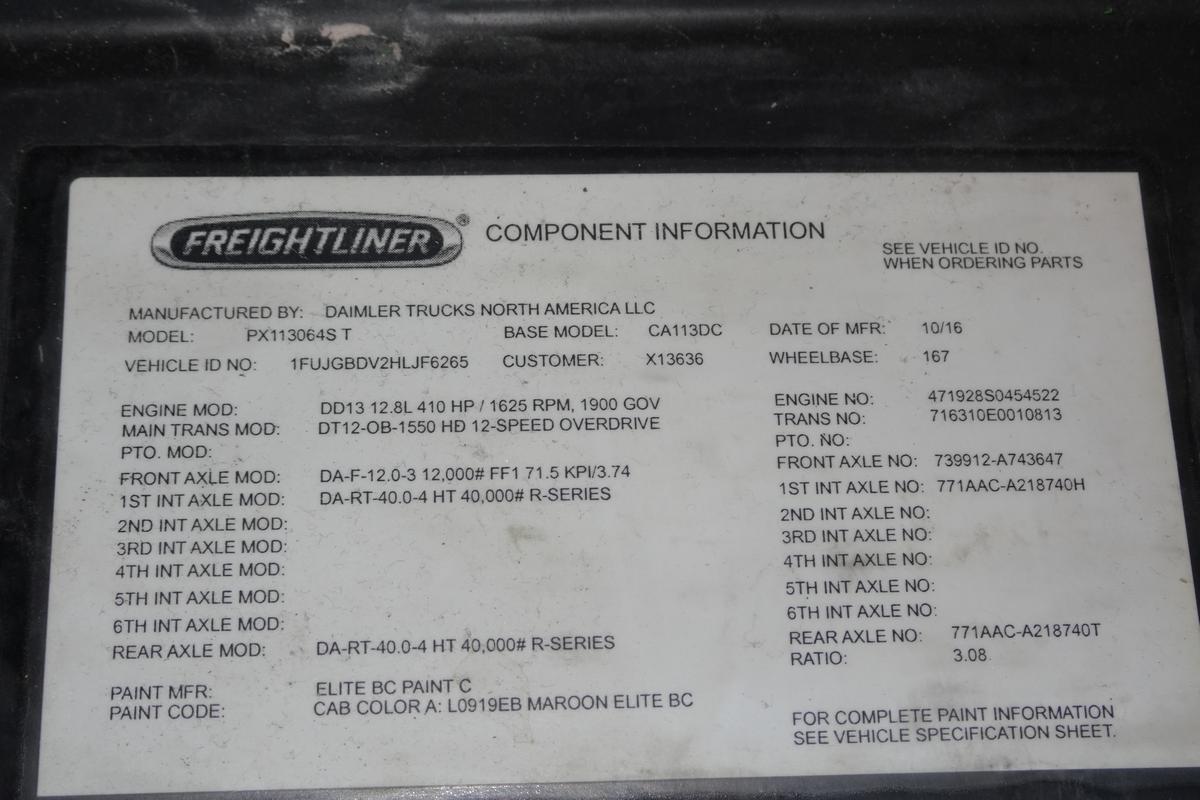 FREIGHTLINER® COMPONENT INFORMATION
SEE VEHICLE ID NO.
WHEN ORDERING PARTS
MANUFACTURED BY: DAIMLER TRUCKS NORTH AMERICA LLC
MODEL: PX113064S T BASE MODEL: CA113DC DATE OF MFR: 10/16
VEHICLE ID NO: 1FUJGBDV2HLJF6265 CUSTOMER: X13636 WHEELBASE: 167
ENGINE MOD: DD13 12.8L 410 HP / 1625 RPM, 1900 GOV ENGINE NO: 471928S0454522
MAIN TRANS MOD: DT12-OB-1550 HD 12-SPEED OVERDRIVE TRANS NO: 716310E0010813
PTO. MOD: PTO. NO:
FRONT AXLE MOD: DA-F-12.0-3 12,000# FF1 71.5 KPI/3.74 FRONT AXLE NO: 739912-A743647
1ST INT AXLE MOD: DA-RT-40.0-4 HT 40,000# R-SERIES 1ST INT AXLE NO: 771AAC-A218740H
2ND INT AXLE MOD: 2ND INT AXLE NO:
3RD INT AXLE MOD: 3RD INT AXLE NO:
4TH INT AXLE MOD: 4TH INT AXLE NO:
5TH INT AXLE MOD: 5TH INT AXLE NO:
6TH INT AXLE MOD: 6TH INT AXLE NO:
REAR AXLE MOD: DA-RT-40.0-4 HT 40,000# R-SERIES REAR AXLE NO: 771AAC-A218740T
RATIO: 3.08
PAINT MFR: ELITE BC PAINT C
PAINT CODE: CAB COLOR A: L0919EB MAROON ELITE BC
FOR COMPLETE PAINT INFORMATION
SEE VEHICLE SPECIFICATION SHEET.